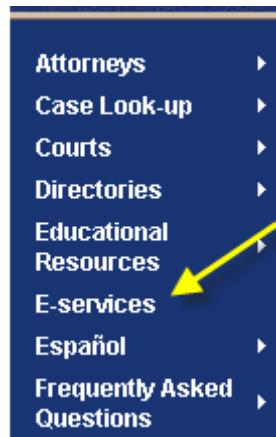 Attorneys
Case Look-up
Courts
Directories
Educational
Resources
E-services
Español
Frequently Asked
Questions